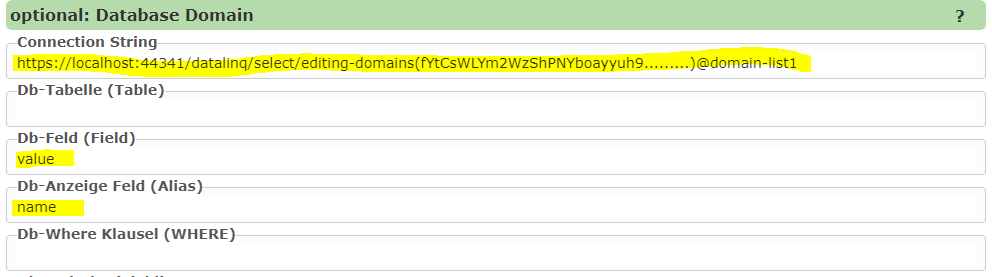 optional: Database Domain ?
Connection String
https://localhost:44341/datalinq/select/editing-domains(fYtCsWLYm2WzShPNYboayyuh9.........)@domain-list1
Db-Tabelle (Table)
Db-Feld (Field)
value
Db-Anzeige Feld (Alias)
name
Db-Where Klausel (WHERE)